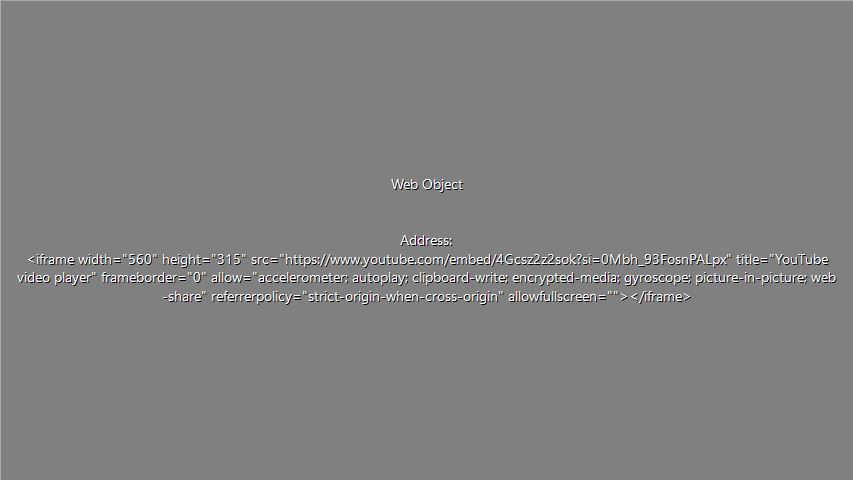 Web Object
Address:
<iframe width="560" height="315" src="https://www.youtube.com/embed/4Gcsz2z2sok?si=0Mbh_93FosnPALpx" title="YouTube
video player" frameborder="0" allow="accelerometer; autoplay; clipboard-write; encrypted-media; gyroscope; picture-in-picture; web
-share" referrerpolicy="strict-origin-when-cross-origin" allowfullscreen=""></iframe>